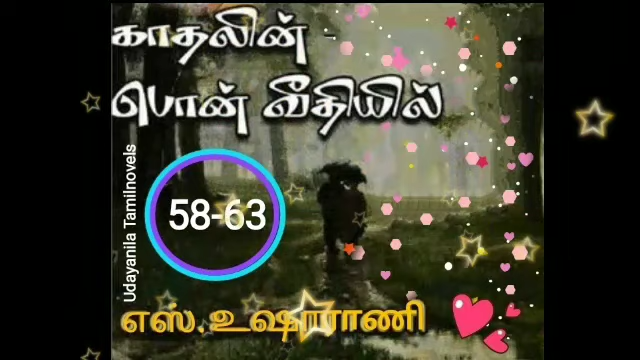 காதலின் -
பொன் வீதியில்
Udayanila Tamilnovels
58-63
எஸ்.உஷாராணி